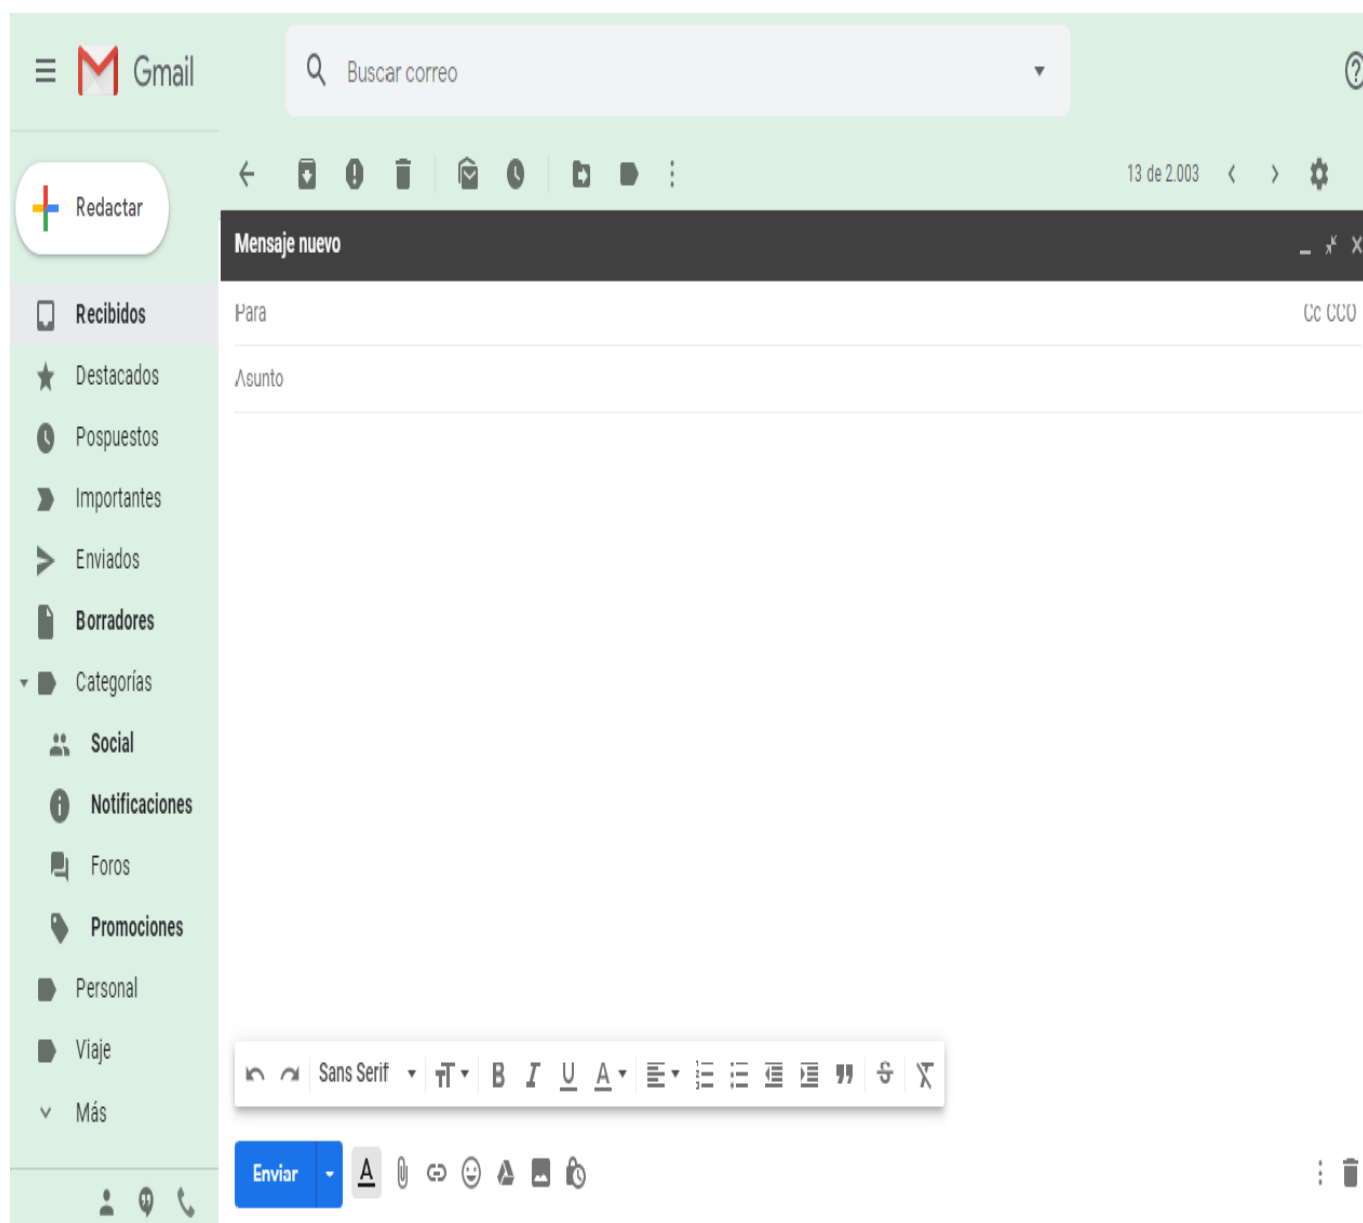 Gmail
Buscar correo
13 de 2.003
Redactar
Mensaje nuevo
Para
Cc CCO
Asunto
Recibidos
Destacados
Pospuestos
Importantes
Enviados
Borradores
Categorías
Social
Notificaciones
Foros
Promociones
Personal
Viaje
Más
Sans Serif
Enviar